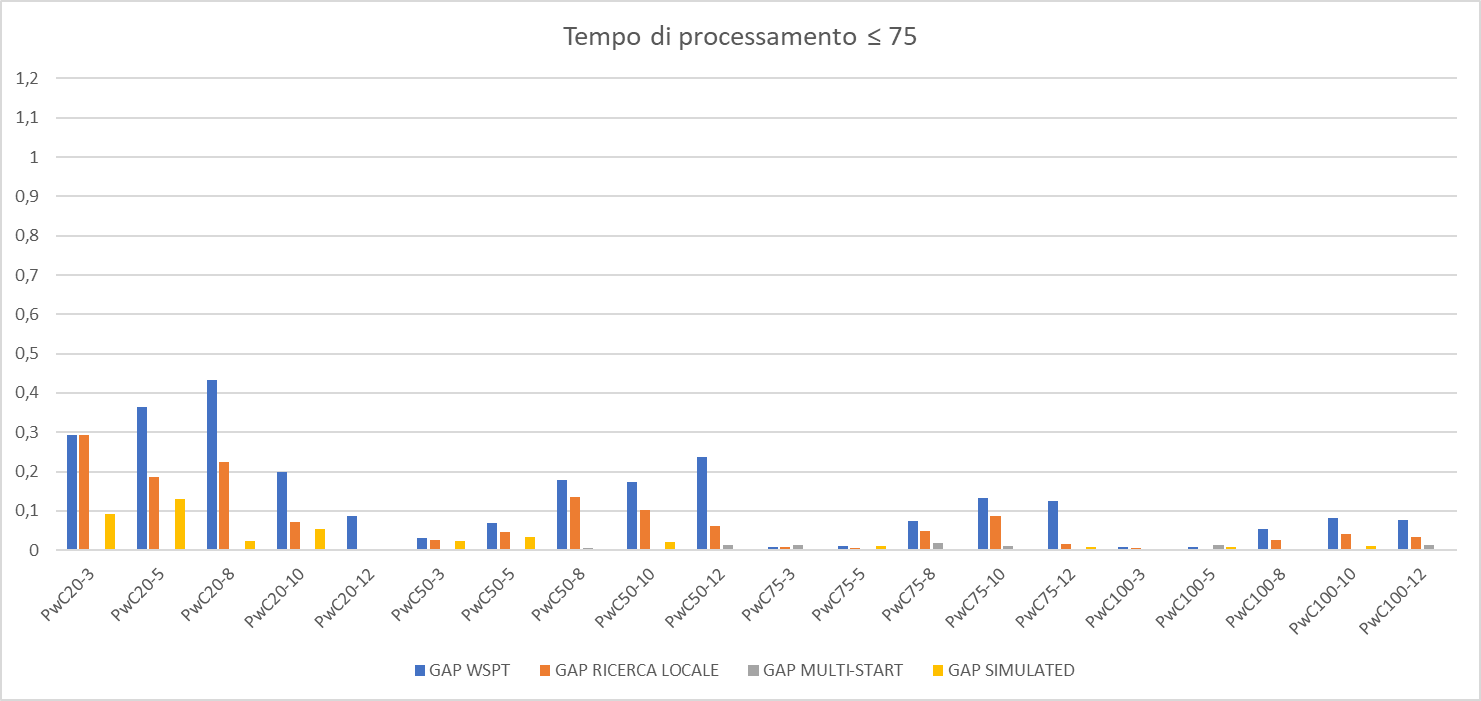 Tempo di processamento ≤ 75
1,2
1,1
1
0,9
0,8
0,7
0,6
0,5
0,4
0,3
0,2
0,1
0
PwC20-3
PwC20-5
PwC20-8
PwC20-10
PwC20-12
PwC50-3
PwC50-5
PwC50-8
PwC50-10
PwC50-12
PwC75-3
PwC75-5
PwC75-8
PwC75-10
PwC75-12
PwC100-3
PwC100-5
PwC100-8
PwC100-10
PwC100-12
GAP WSPT GAP RICERCA LOCALE GAP MULTI-START GAP SIMULATED